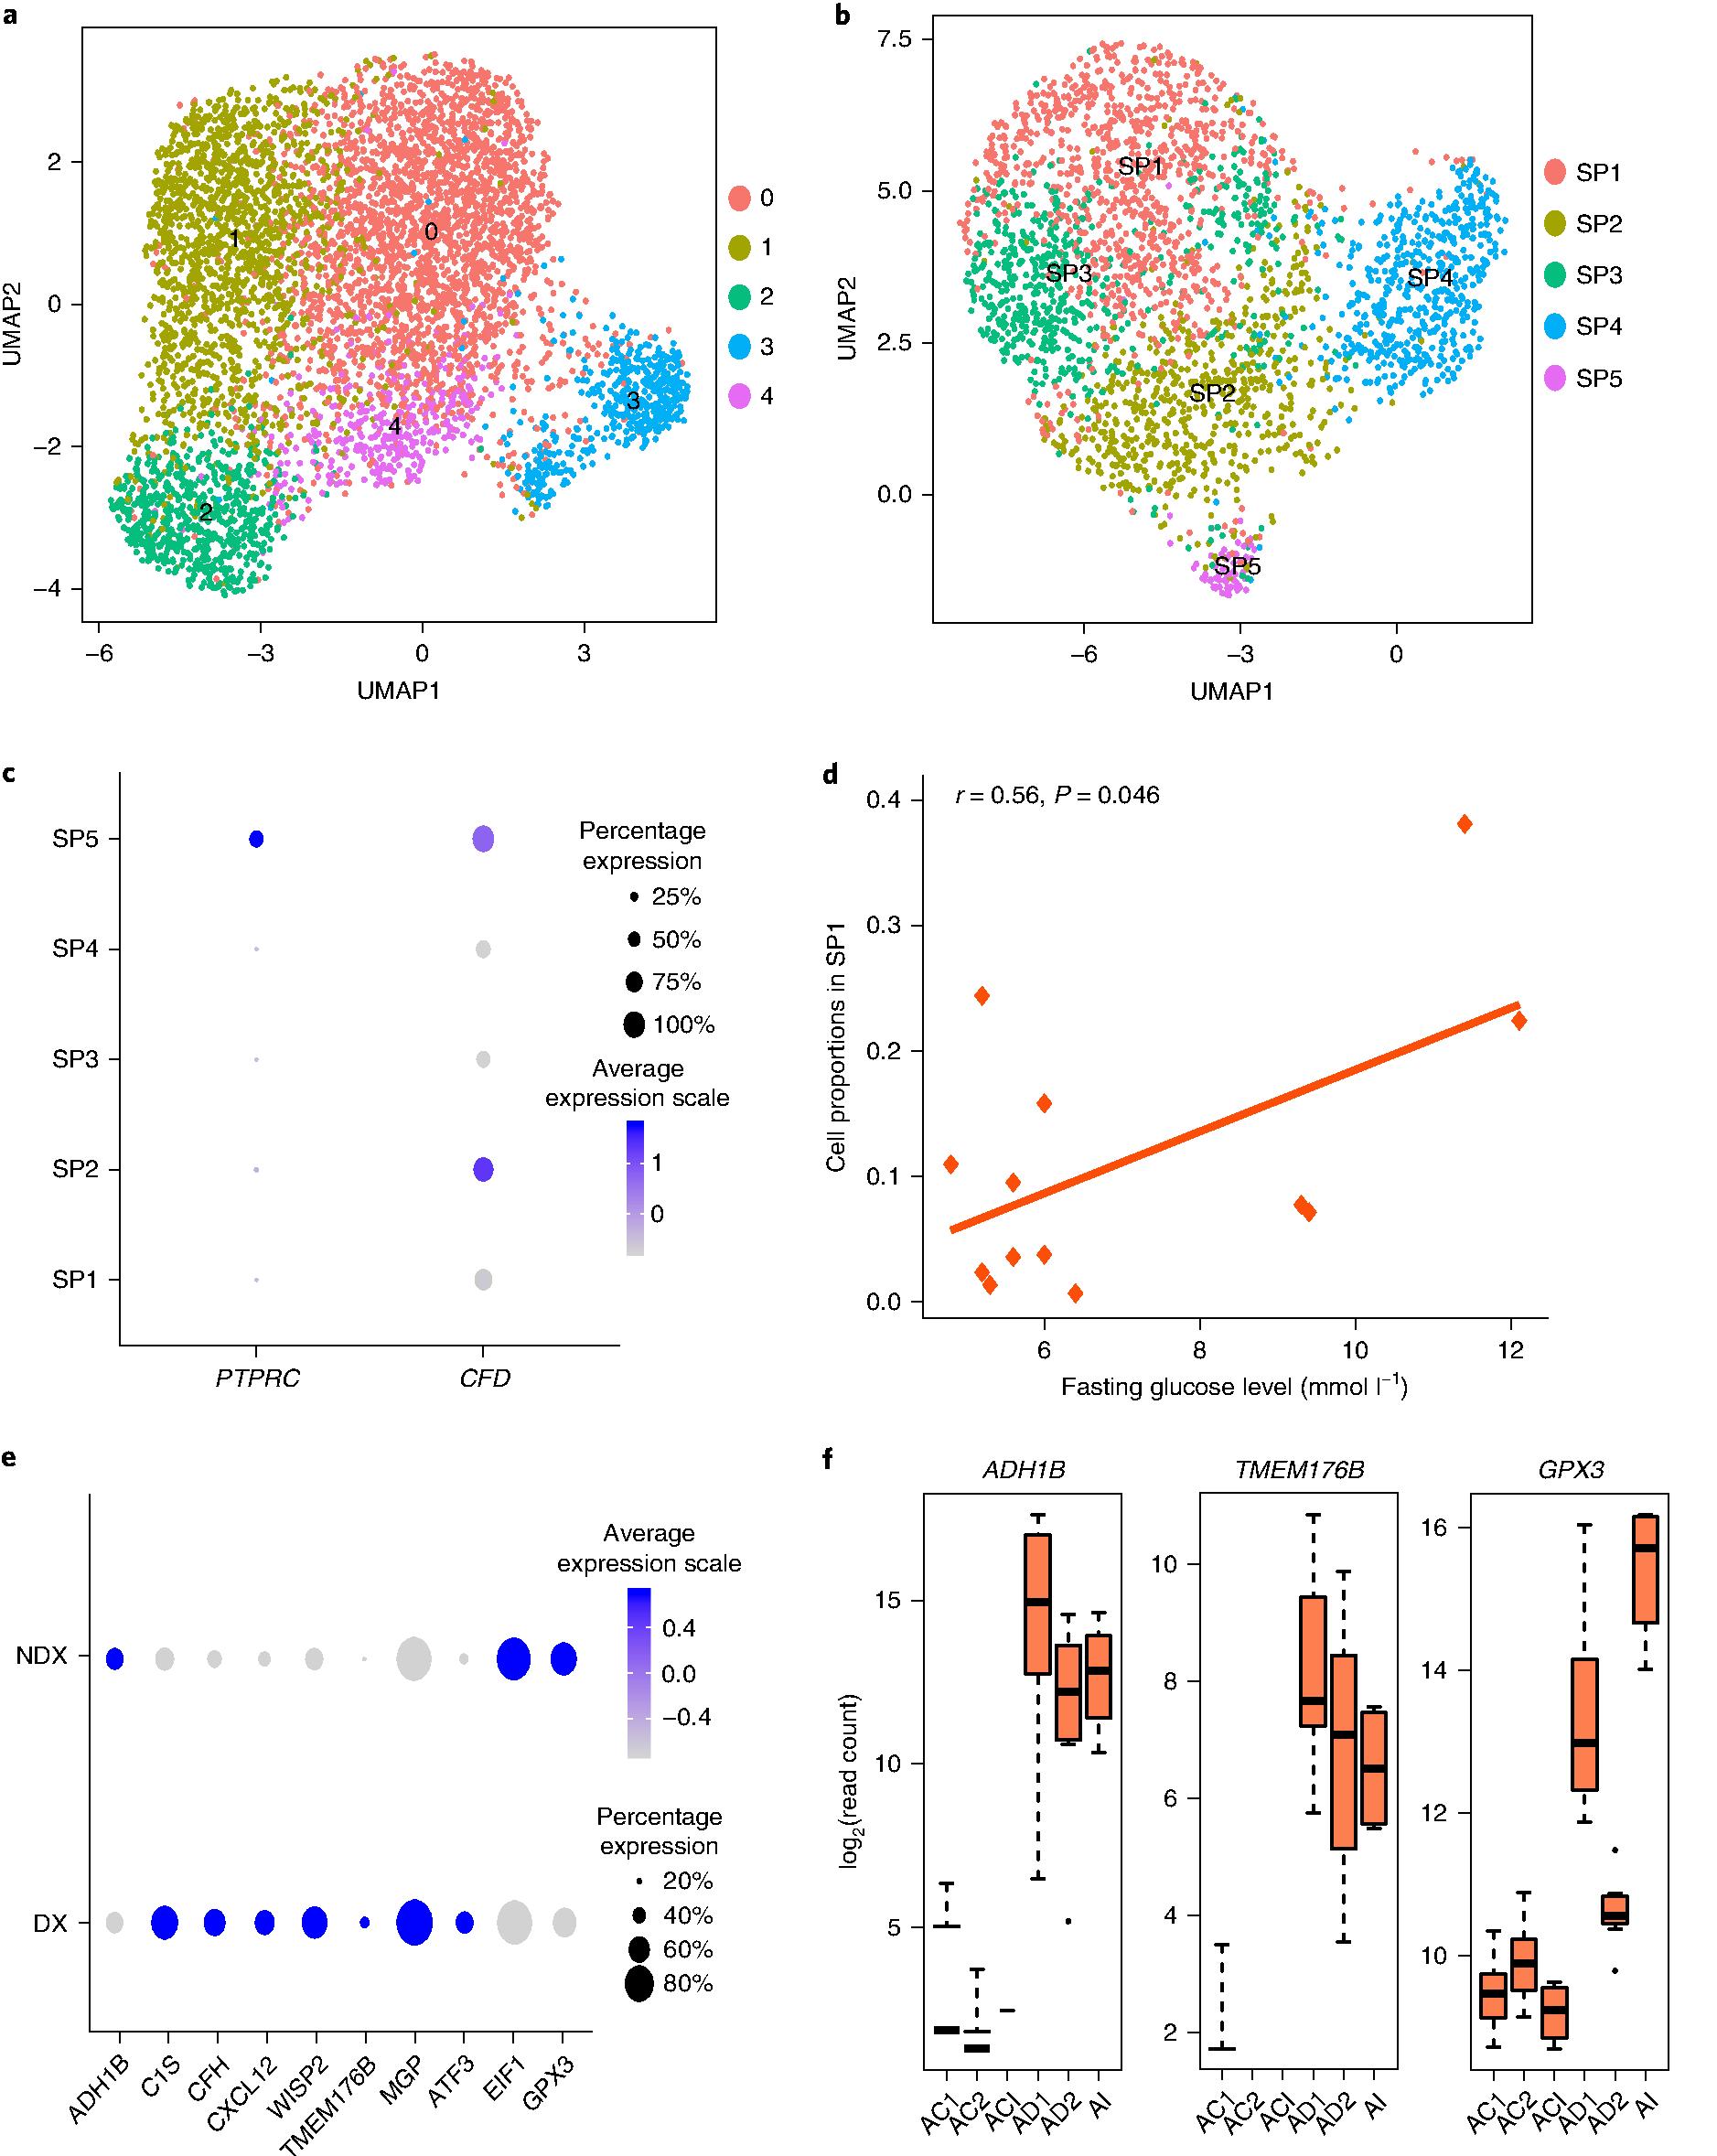 a
UMAP2
2
0
−2
−4
−6
−3
0
3
UMAP1
1
0
2
4
3
0
1
2
3
4
b
UMAP2
7.5
5.0
2.5
0.0
−6
−3
0
UMAP1
SP1
SP3
SP4
SP2
SP5
SP1
SP2
SP3
SP4
SP5
c
SP5
SP4
SP3
SP2
SP1
PTPRC
CFD
Percentage
expression
25%
50%
75%
100%
Average
expression scale
1
0
d
r = 0.56, P = 0.046
Cell proportions in SP1
0.4
0.3
0.2
0.1
0.0
6
8
10
12
Fasting glucose level (mmol l⁻¹)
e
NDX
DX
Average
expression scale
0.4
0.0
−0.4
Percentage
expression
20%
40%
60%
80%
ADH1B
C1S
CFH
CXCL12
WISP2
TMEM176B
MGP
ATF3
EIF1
GPX3
f
log₂(read count)
ADH1B
15
10
5
AC1
AC2
ACI
AD1
AD2
AI
TMEM176B
10
8
6
4
2
AC1
AC2
ACI
AD1
AD2
AI
GPX3
16
14
12
10
AC1
AC2
ACI
AD1
AD2
AI